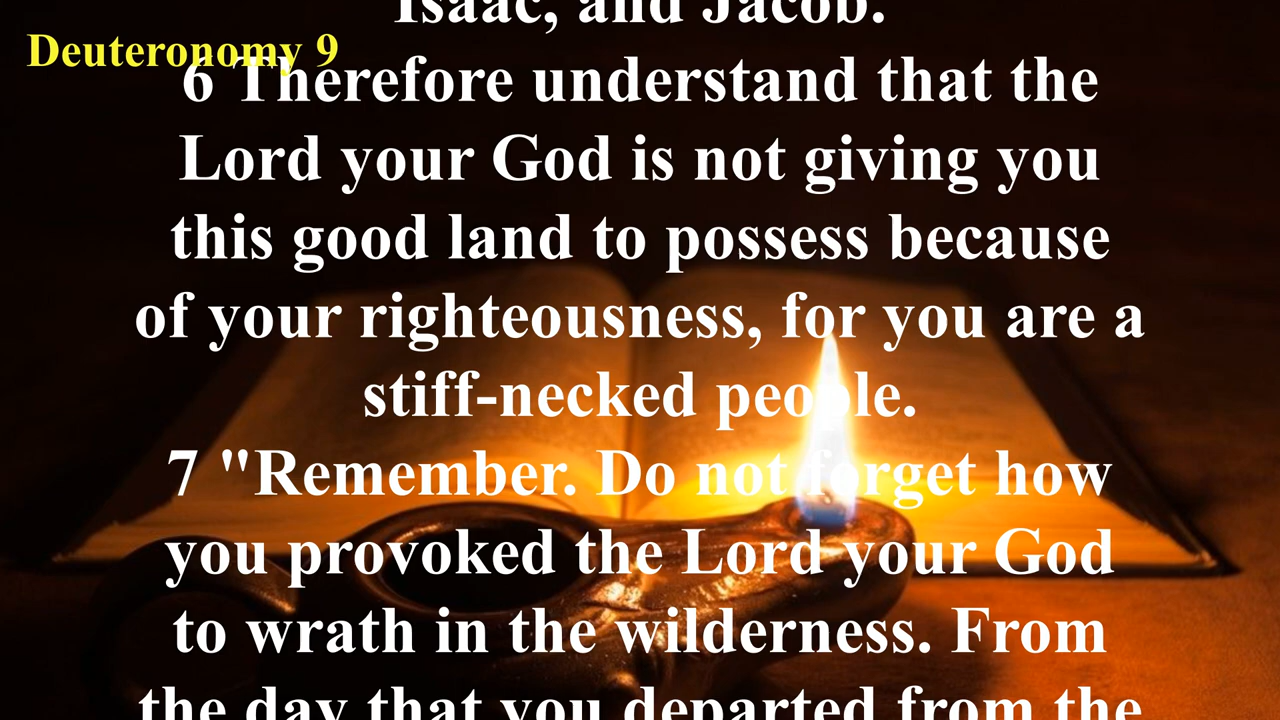 Isaac, and Jacob.
Deuteronomy 9
6 Therefore understand that the
Lord your God is not giving you
this good land to possess because
of your righteousness, for you are a
stiff-necked people.
7 "Remember. Do not forget how
you provoked the Lord your God
to wrath in the wilderness. From
the day that you departed from the